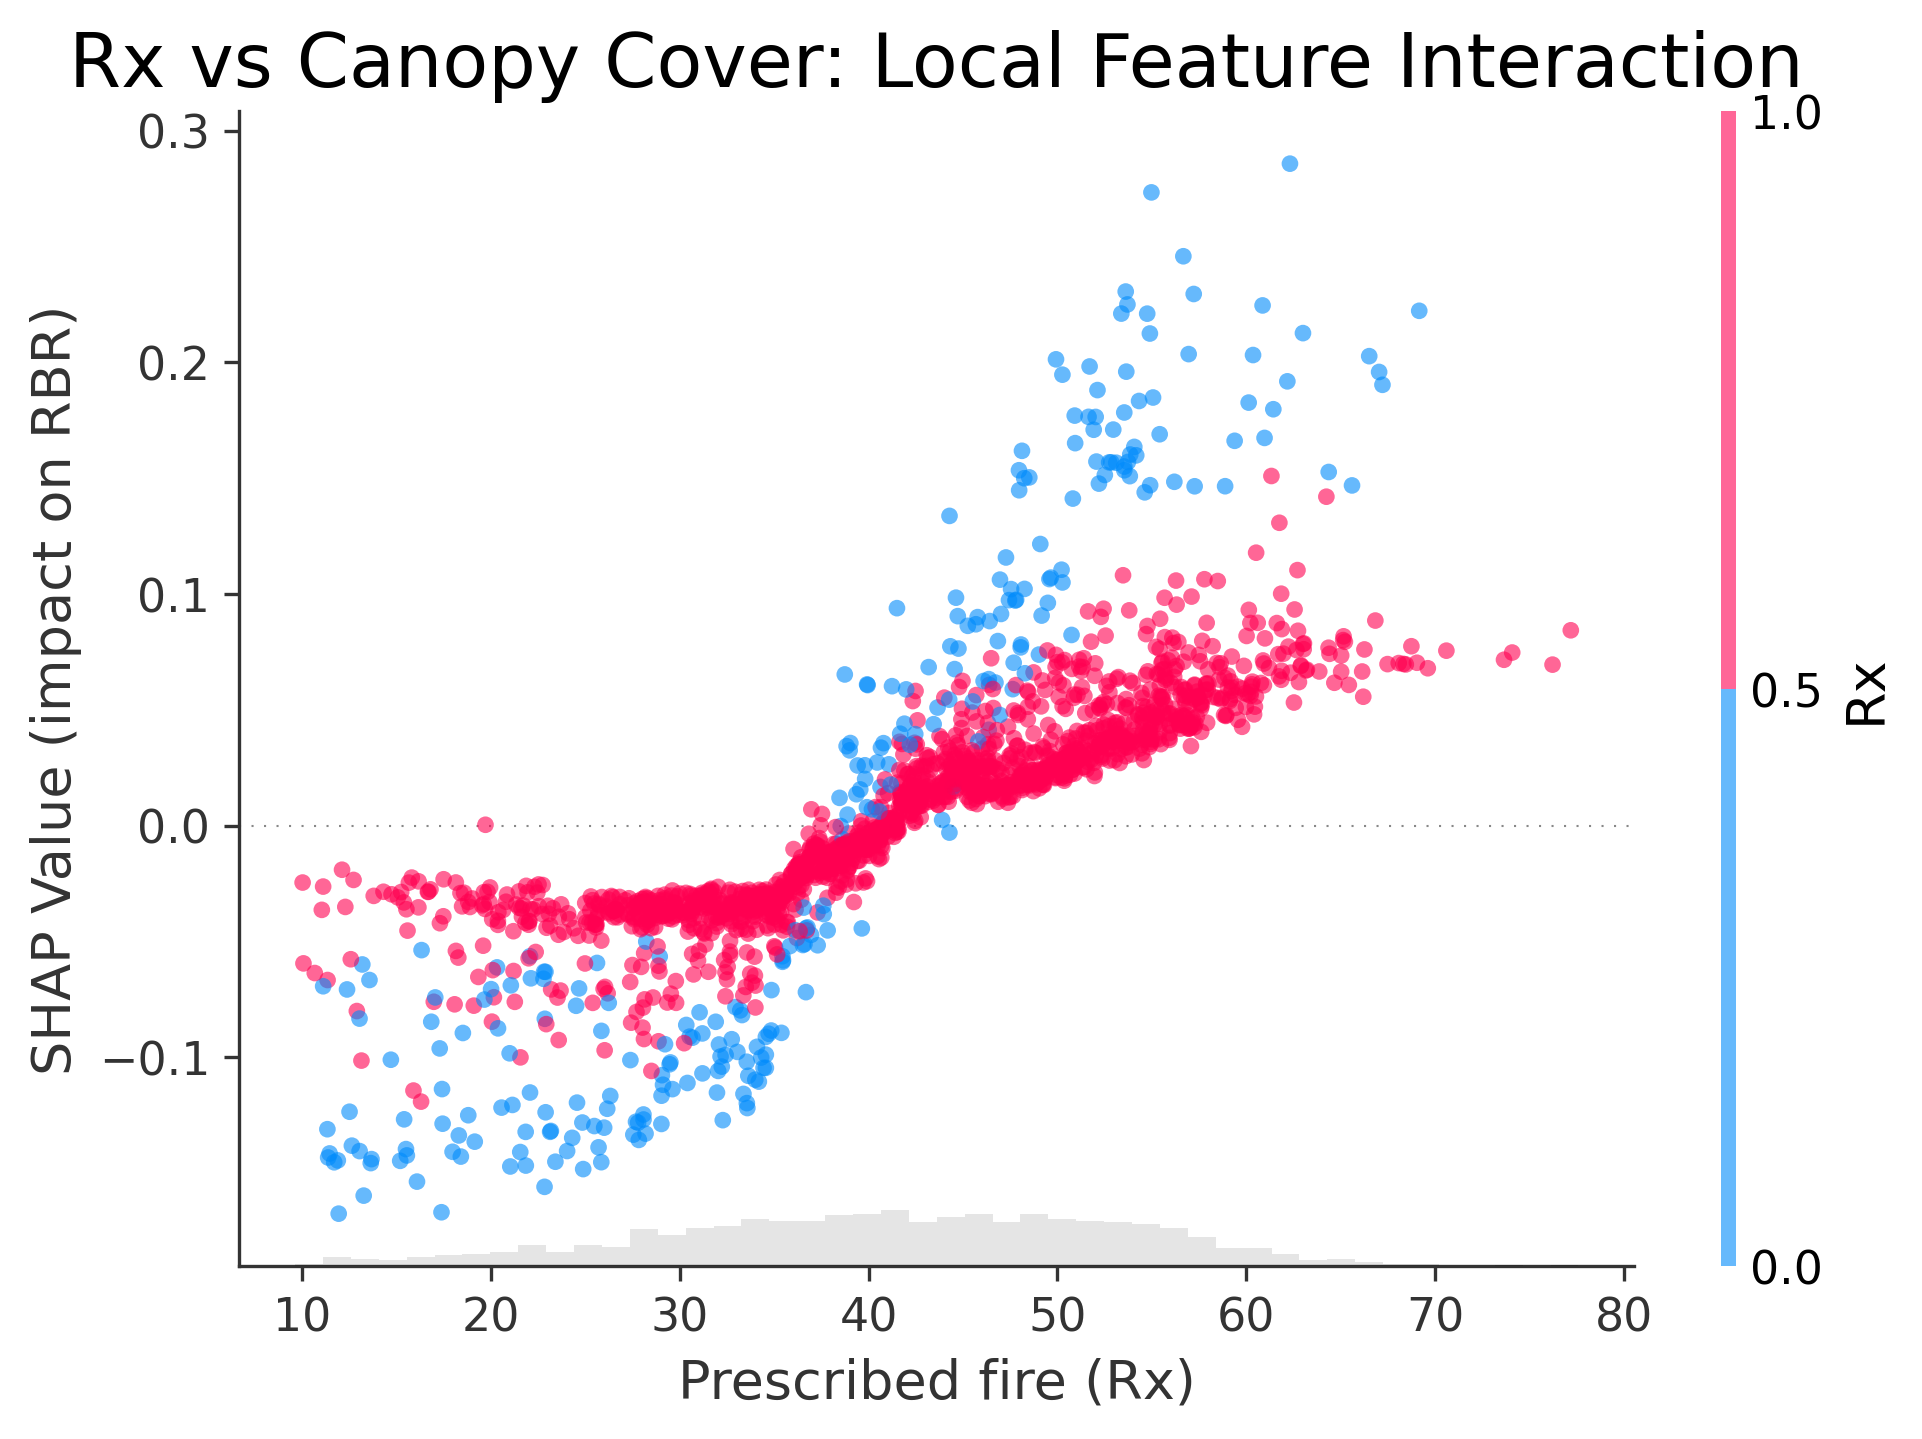 Rx vs Canopy Cover: Local Feature Interaction
SHAP Value (impact on RBR)
0.3
0.2
0.1
0.0
−0.1
10 20 30 40 50 60 70 80
Prescribed fire (Rx)
1.0
0.5
0.0
Rx